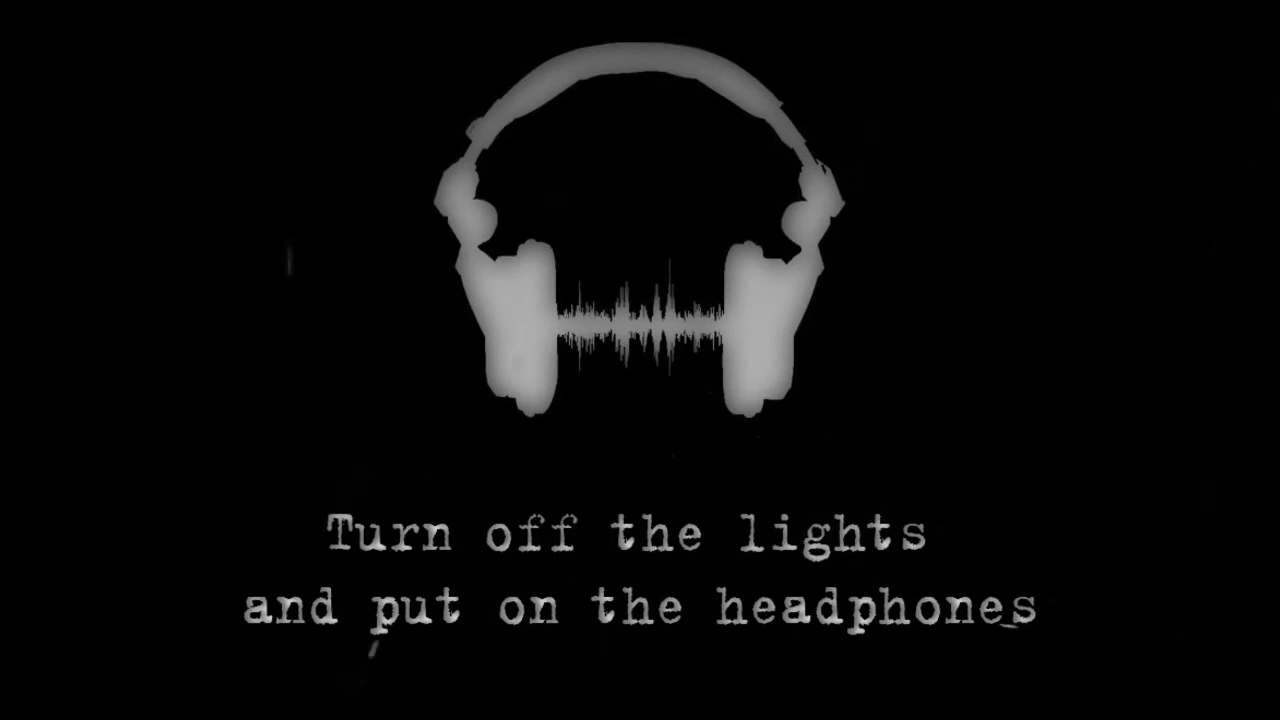 Turn off the lights
and put on the headphones